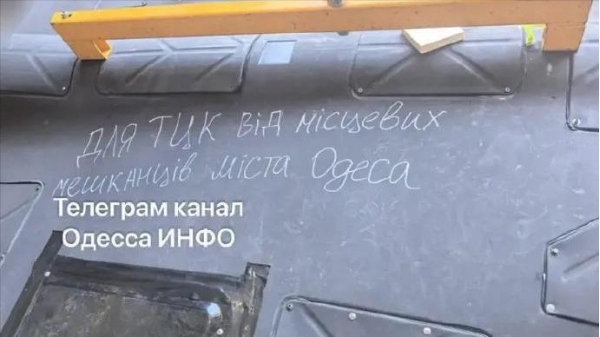 Для ТЦК від місцевих
мешканців міста Одеса
Телеграм канал
Одесса ИНФО